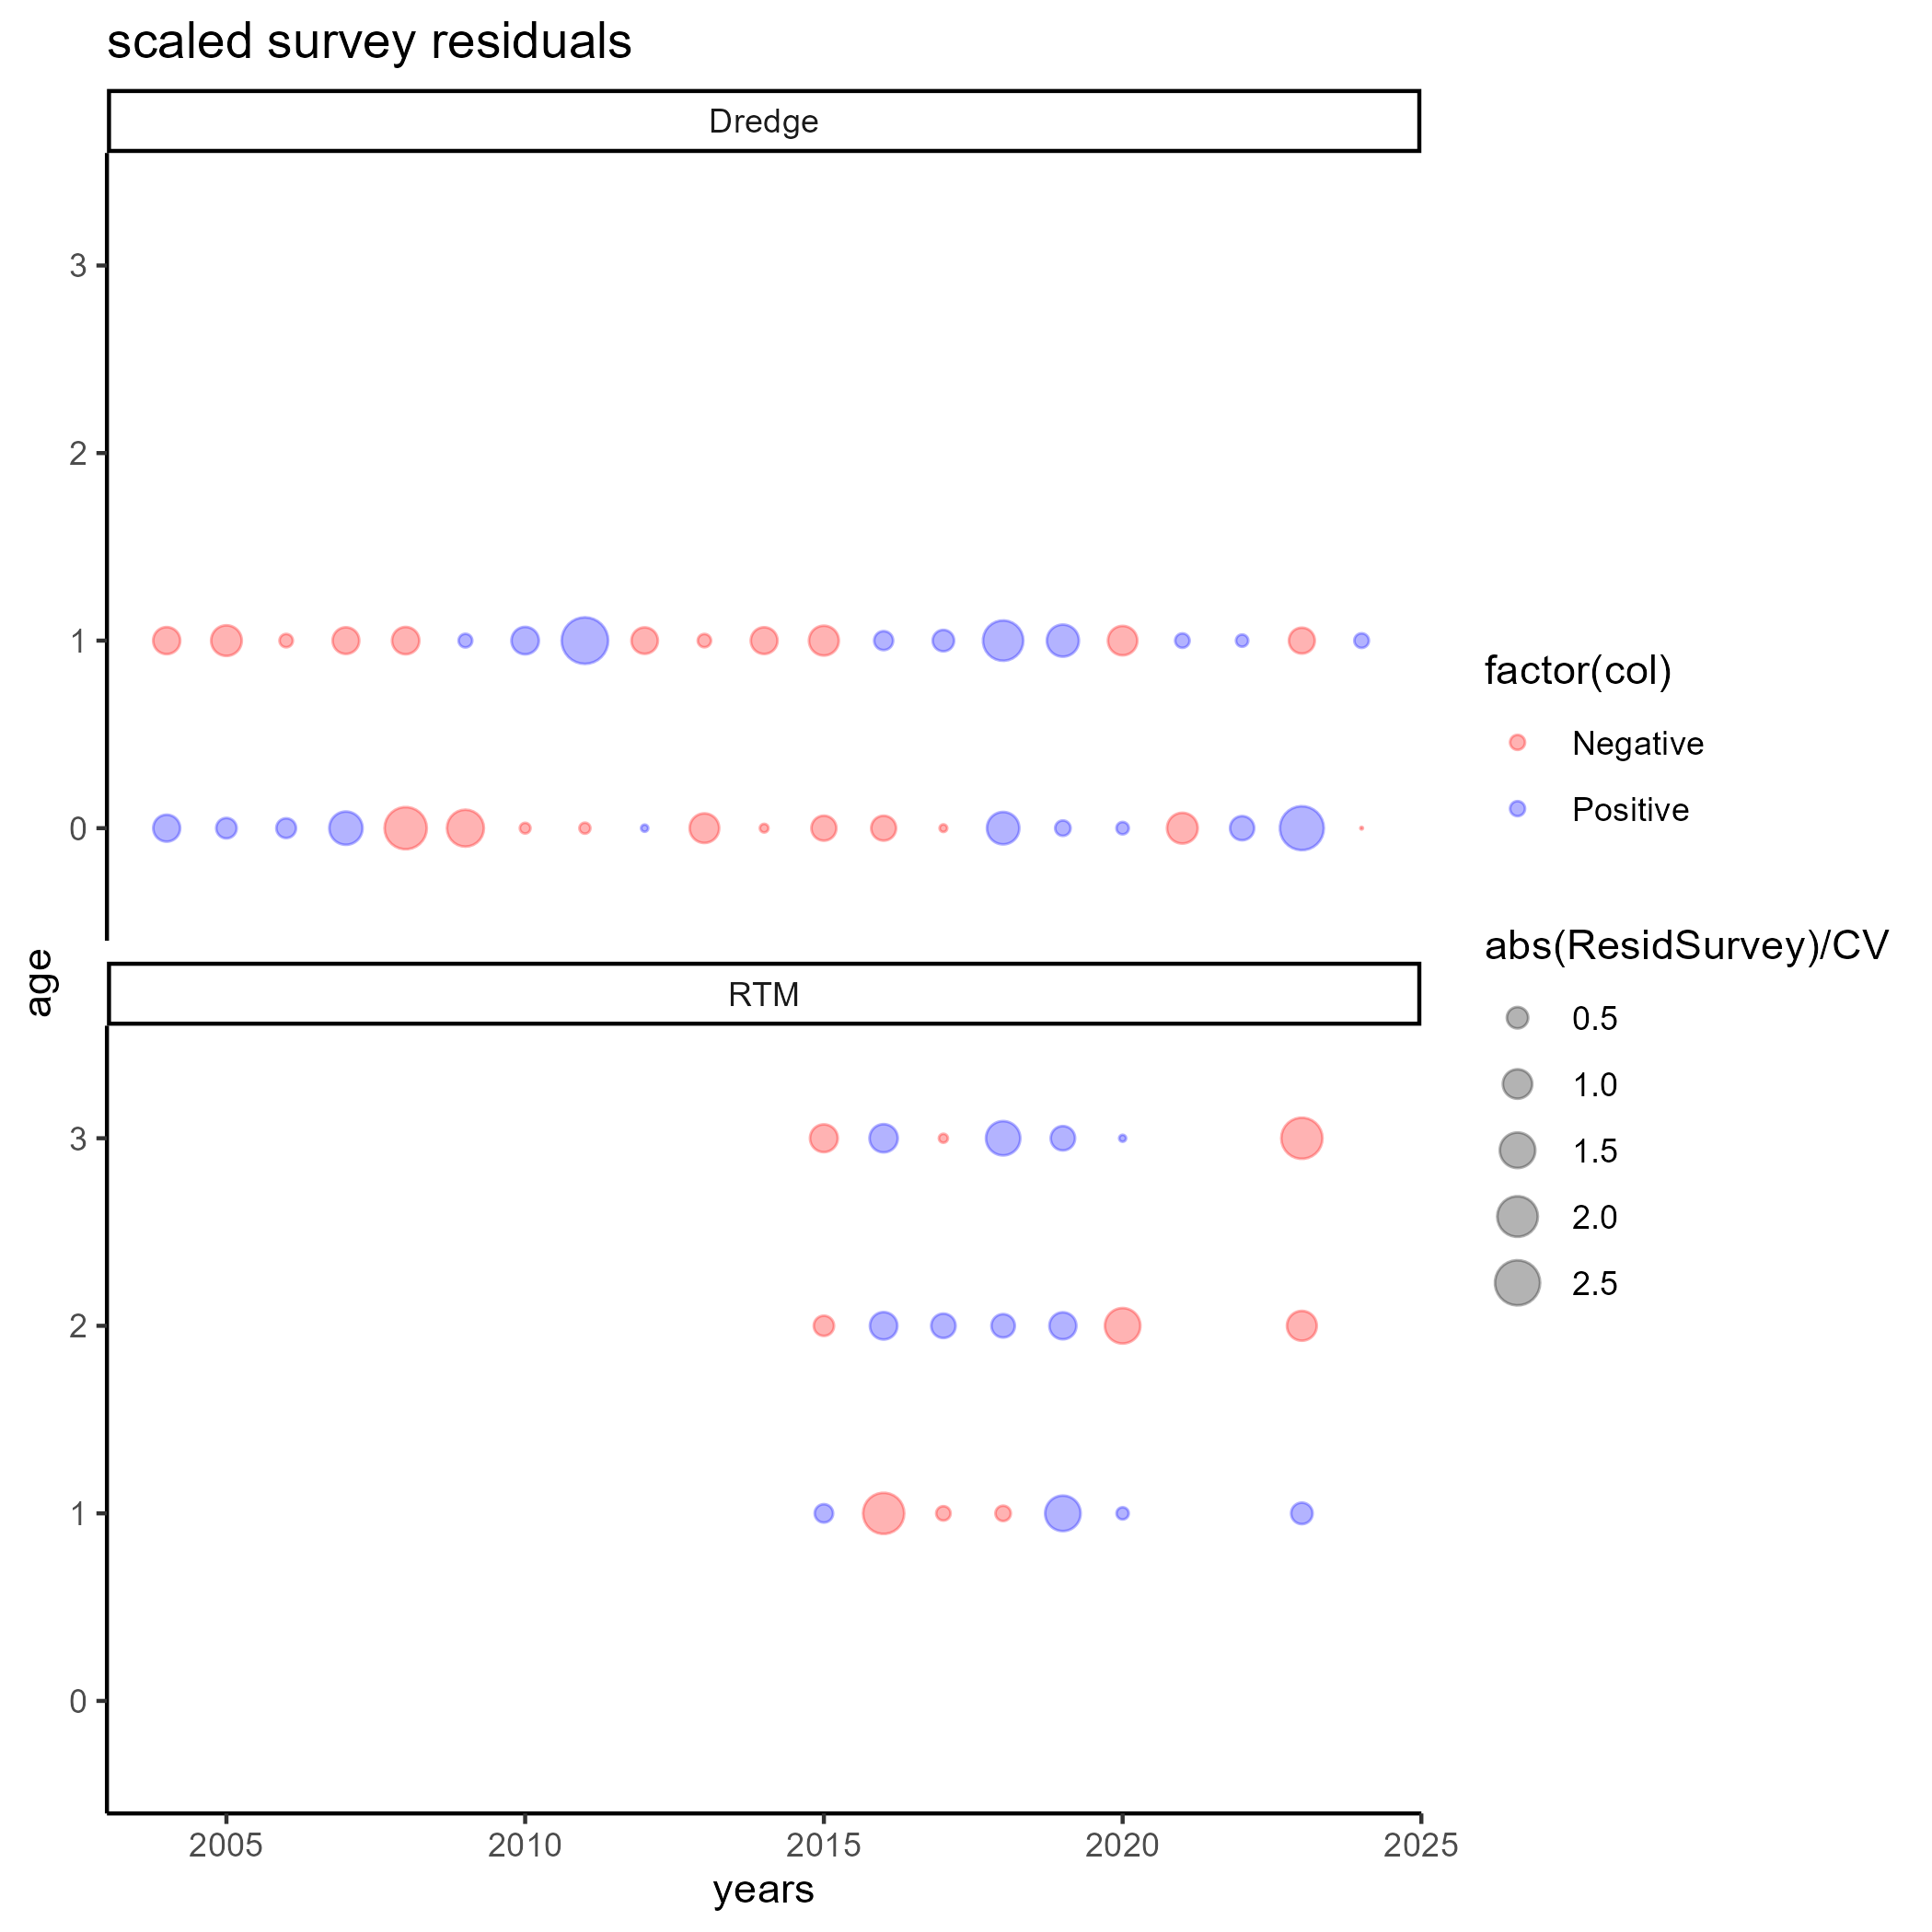 scaled survey residuals
Dredge
3
2
1
0
age
RTM
3
2
1
0
2005 2010 2015 2020 2025
years
factor(col)
Negative
Positive
abs(ResidSurvey)/CV
0.5
1.0
1.5
2.0
2.5